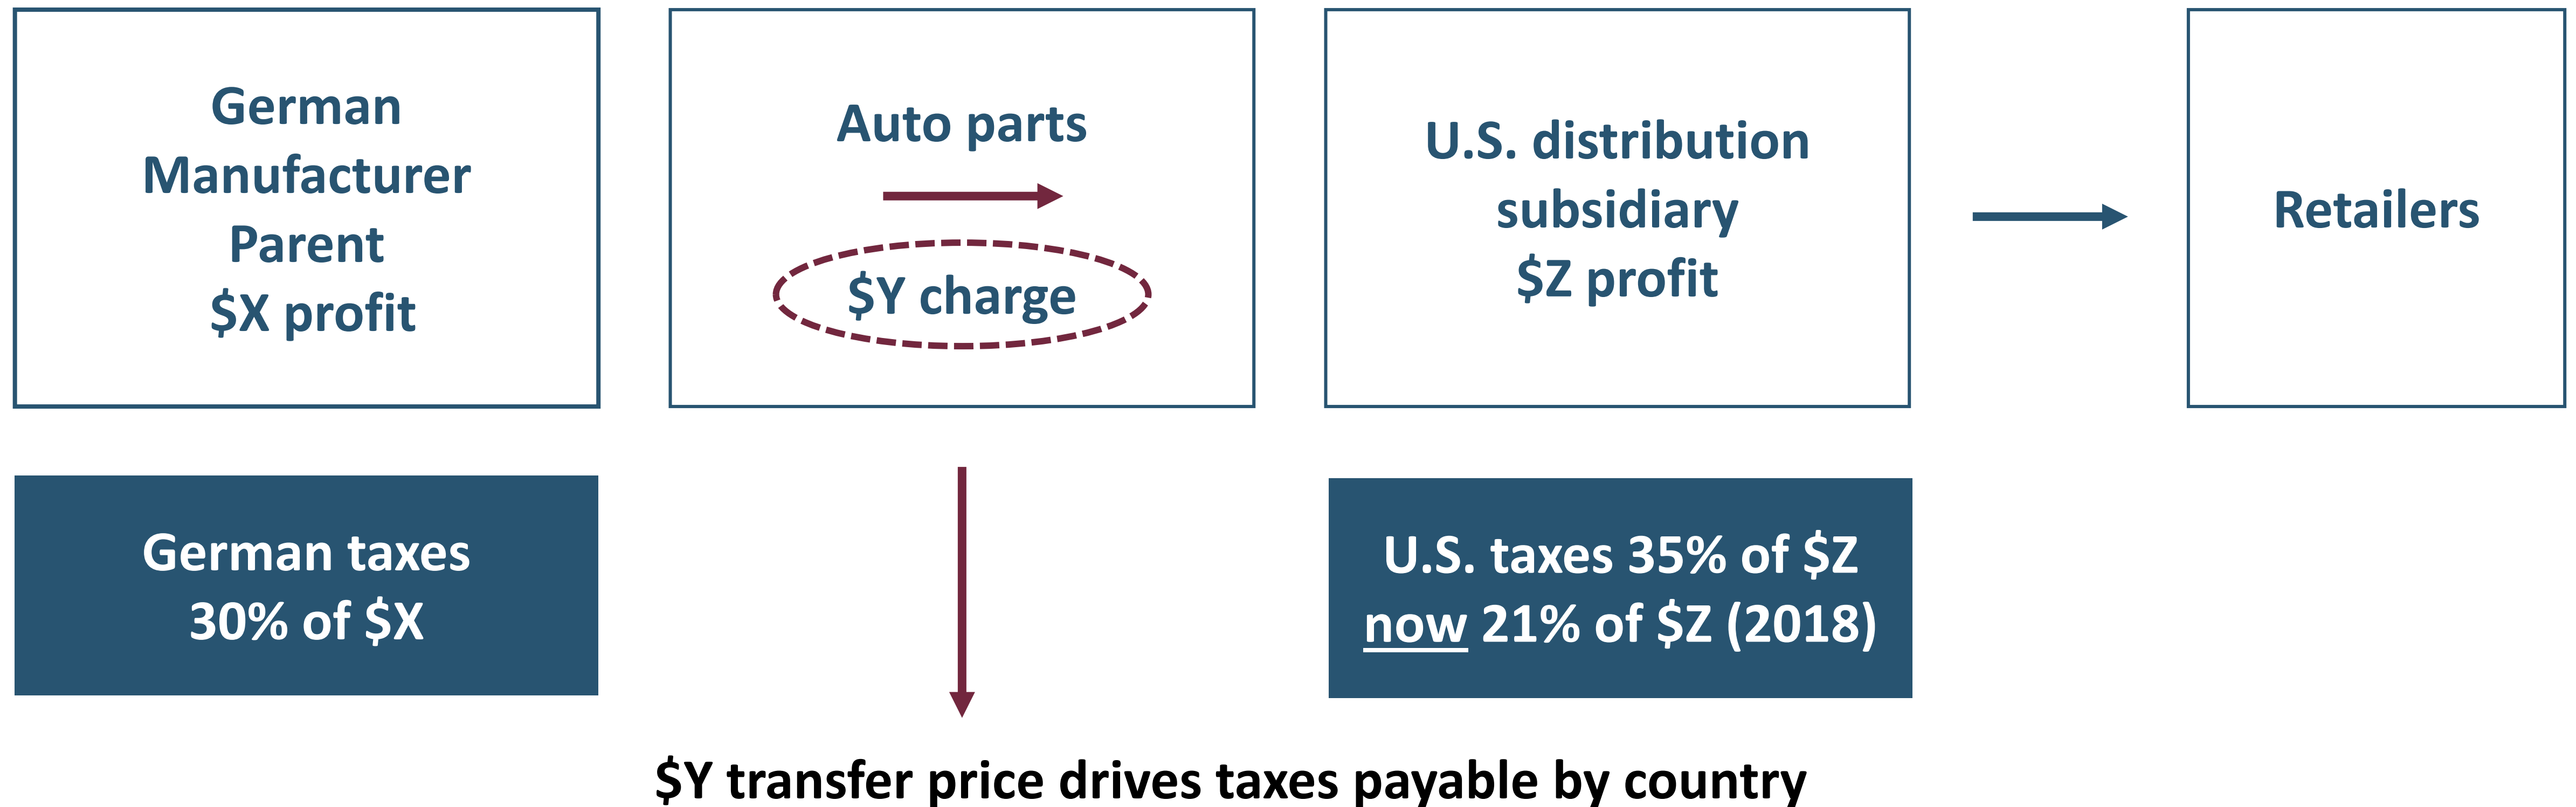 German
Manufacturer
Parent
$X profit
Auto parts
$Y charge
U.S. distribution
subsidiary
$Z profit
Retailers
German taxes
30% of $X
U.S. taxes 35% of $Z
now 21% of $Z (2018)
$Y transfer price drives taxes payable by country